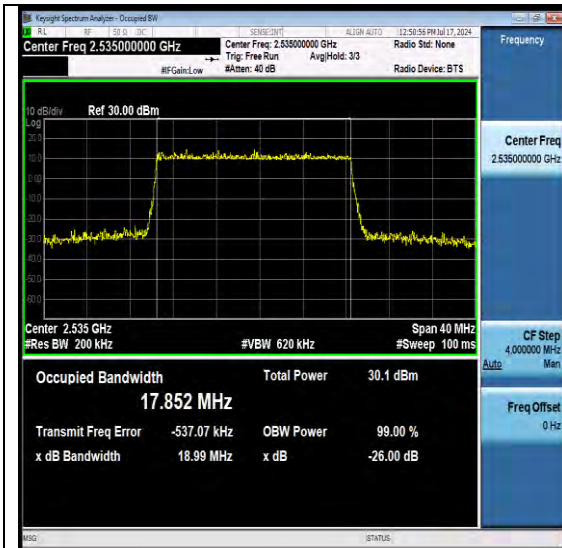 Keysight Spectrum Analyzer - Occupied BW
RL RF 50 Ω DC SENSE:INT ALIGN AUTO 12:50:56 PM Jul 17, 2024
Center Freq 2.535000000 GHz
Center Freq: 2.535000000 GHz
Radio Std: None
Trig: Free Run Avg|Hold: 3/3
#IFGain:Low
#Atten: 40 dB
Radio Device: BTS
Frequency
10 dB/div
Ref 30.00 dBm
Log
20.0
10.0
0.00
-10.0
-20.0
-30.0
-40.0
-50.0
-60.0
Center 2.535 GHz
Span 40 MHz
#Res BW 200 kHz
#VBW 620 kHz
#Sweep 100 ms
Center Freq
2.535000000 GHz
CF Step
4.000000 MHz
Auto Man
Freq Offset
0 Hz
Occupied Bandwidth
Total Power 30.1 dBm
17.852 MHz
Transmit Freq Error -537.07 kHz
OBW Power 99.00 %
x dB Bandwidth 18.99 MHz
x dB -26.00 dB
MSG
STATUS